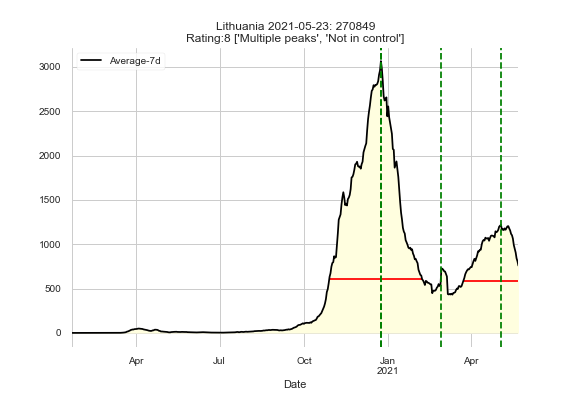 Lithuania 2021-05-23: 270849
Rating:8 ['Multiple peaks', 'Not in control']
Average-7d
3000
2500
2000
1500
1000
500
0
Apr
Jul
Oct
Jan
2021
Apr
Date